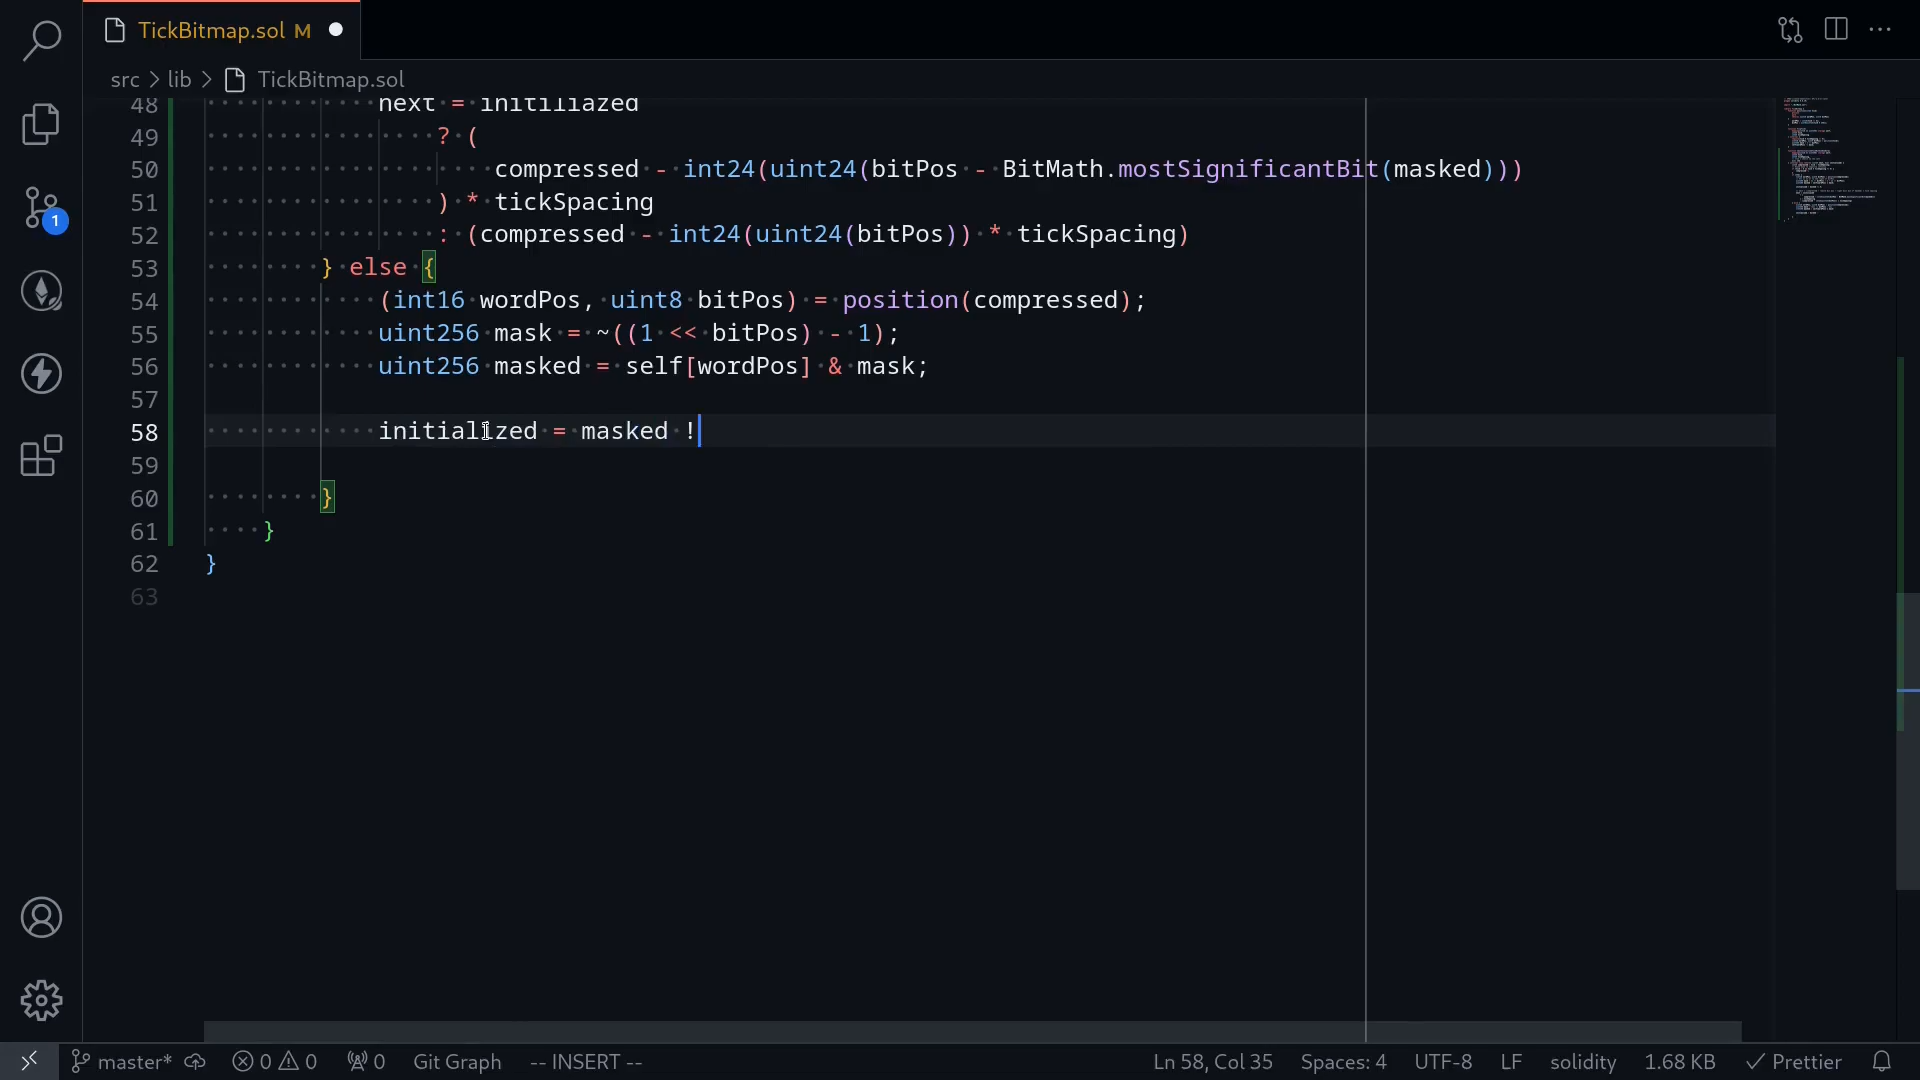 TickBitmap.sol M
src > lib > TickBitmap.sol
48 next = initiliazed
49 ? (
50 compressed - int24(uint24(bitPos - BitMath.mostSignificantBit(masked)))
51 ) * tickSpacing
52 : (compressed - int24(uint24(bitPos)) * tickSpacing)
53 } else {
54 (int16 wordPos, uint8 bitPos) = position(compressed);
55 uint256 mask = ~((1 << bitPos) - 1);
56 uint256 masked = self[wordPos] & mask;
57
58 initialized = masked !
59
60 }
61 }
62 }
63
1
master* 0 0 0 Git Graph -- INSERT -- Ln 58, Col 35 Spaces: 4 UTF-8 LF solidity 1.68 KB Prettier